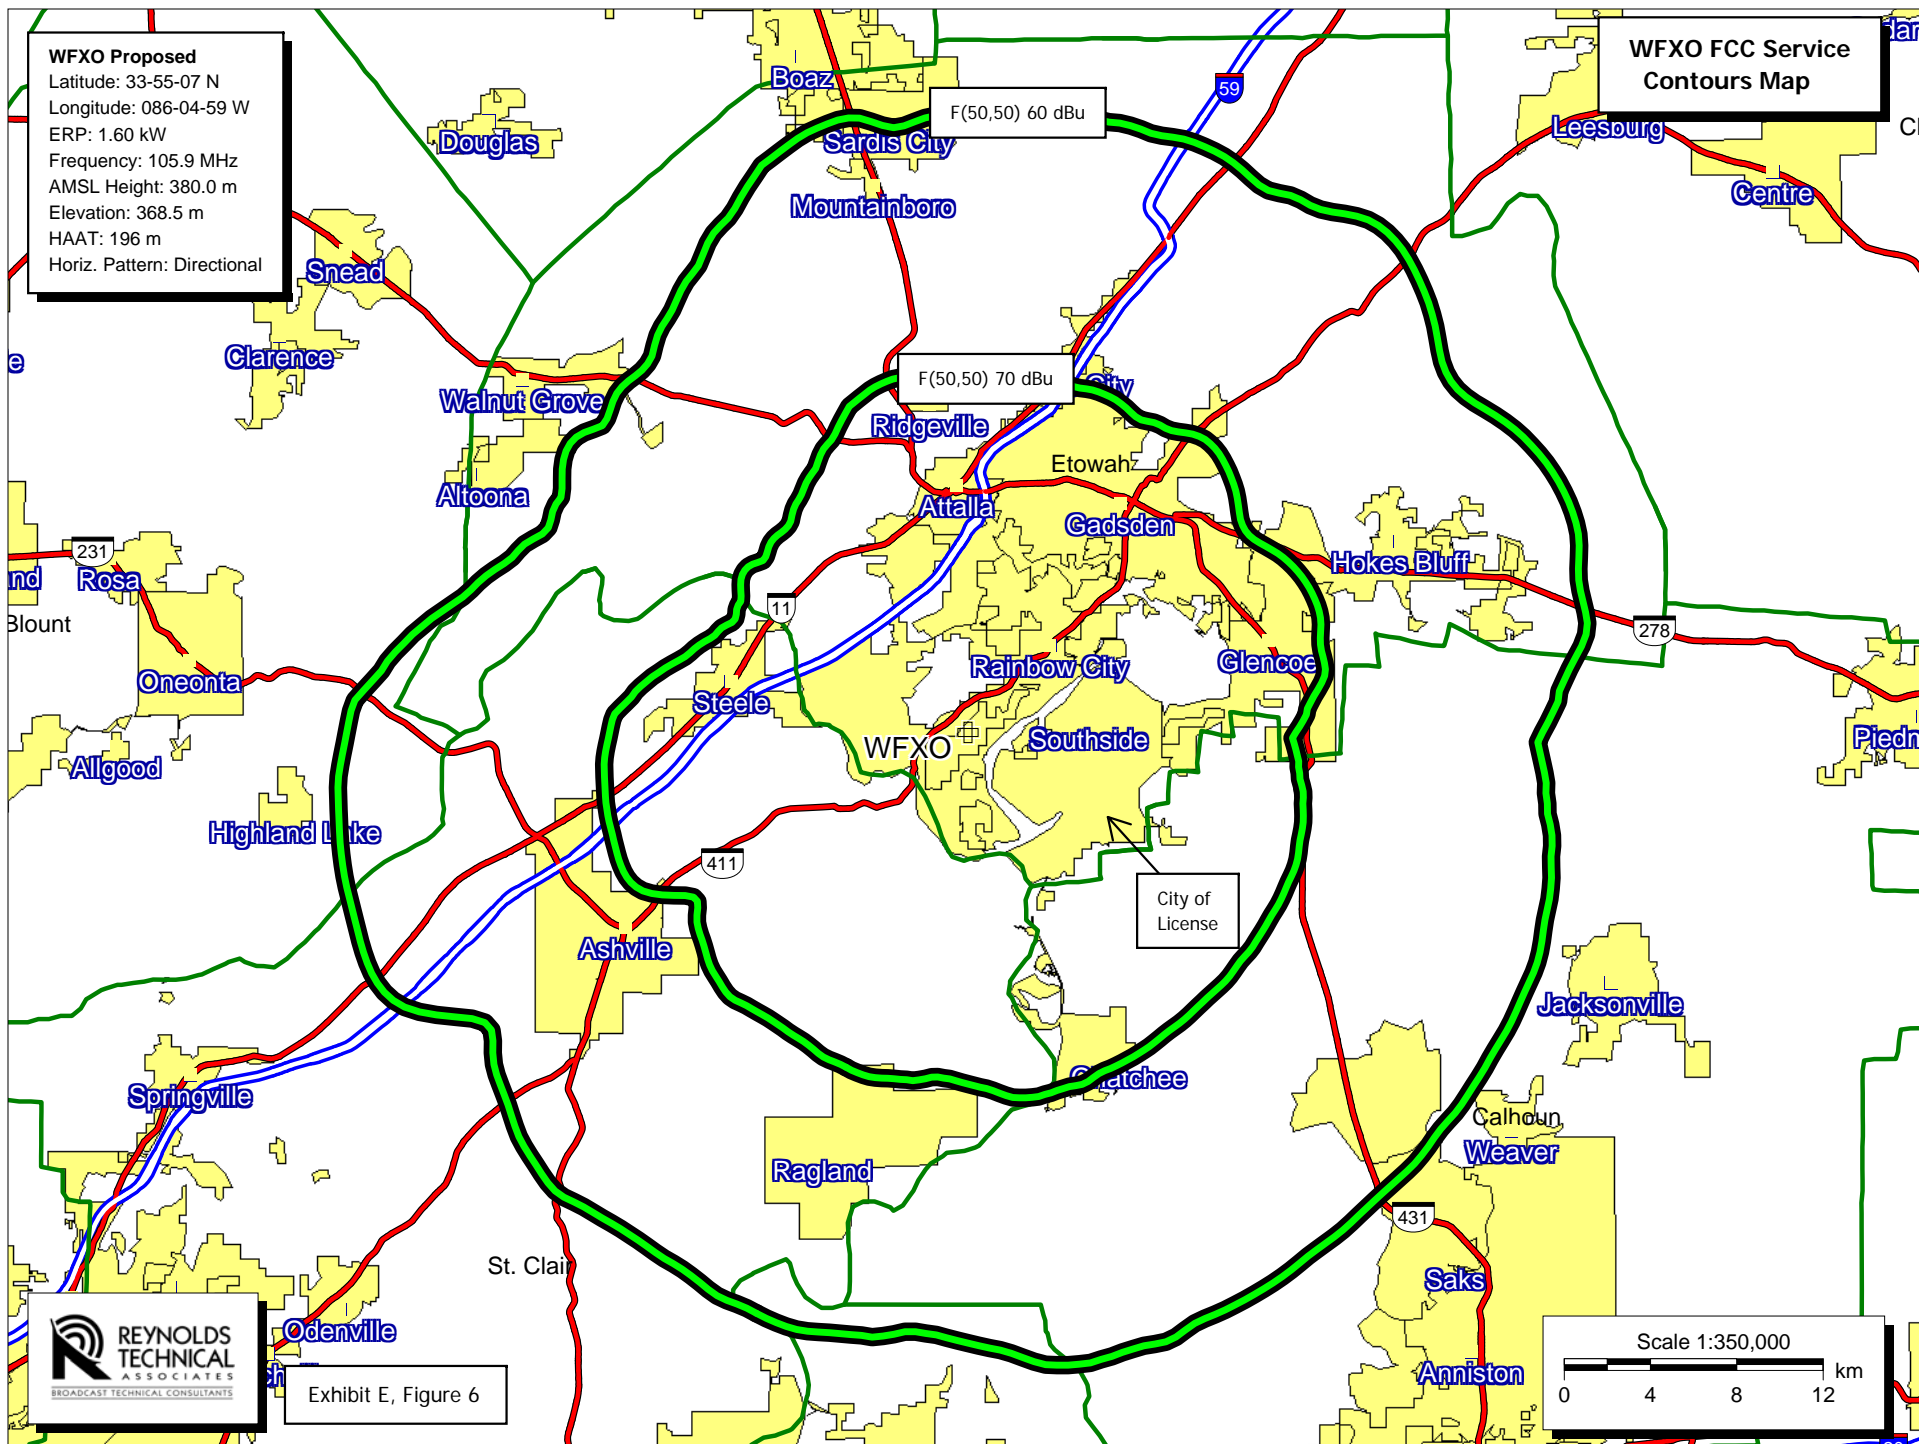 WFXO Proposed
Latitude: 33-55-07 N
Longitude: 086-04-59 W
ERP: 1.60 kW
Frequency: 105.9 MHz
AMSL Height: 380.0 m
Elevation: 368.5 m
HAAT: 196 m
Horiz. Pattern: Directional
WFXO FCC Service
Contours Map
Boaz
59
F(50,50) 60 dBu
Douglas
Sardis City
Leesburg
Mountainboro
Centre
Snead
Clarence
F(50,50) 70 dBu
City
Walnut Grove
Ridgeville
Etowah
Altoona
Attalla
Gadsden
231
Rosa
Hokes Bluff
11
Blount
278
Oneonta
Rainbow City
Glencoe
Steele
WFXO
Southside
Allgood
Highland Lake
411
City of
License
Ashville
Jacksonville
Springville
Ohatchee
Calhoun
Weaver
Ragland
431
St. Clair
Saks
Odenville
Anniston
REYNOLDS
TECHNICAL
ASSOCIATES
BROADCAST TECHNICAL CONSULTANTS
Exhibit E, Figure 6
Scale 1:350,000
km
0 4 8 12